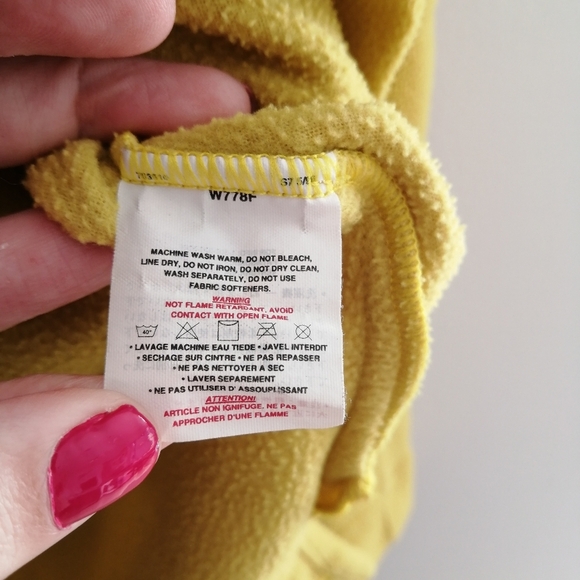 W778F
MACHINE WASH WARM, DO NOT BLEACH,
LINE DRY, DO NOT IRON, DO NOT DRY CLEAN,
WASH SEPARATELY, DO NOT USE
FABRIC SOFTENERS.
WARNING
NOT FLAME RETARDANT. AVOID
CONTACT WITH OPEN FLAME
40°
• LAVAGE MACHINE EAU TIEDE • JAVEL INTERDIT
• SECHAGE SUR CINTRE • NE PAS REPASSER
• NE PAS NETTOYER A SEC
• LAVER SEPAREMENT
• NE PAS UTILISER D'ASSOUPLISSANT
ATTENTION!
ARTICLE NON IGNIFUGE, NE PAS
APPROCHER D'UNE FLAMME